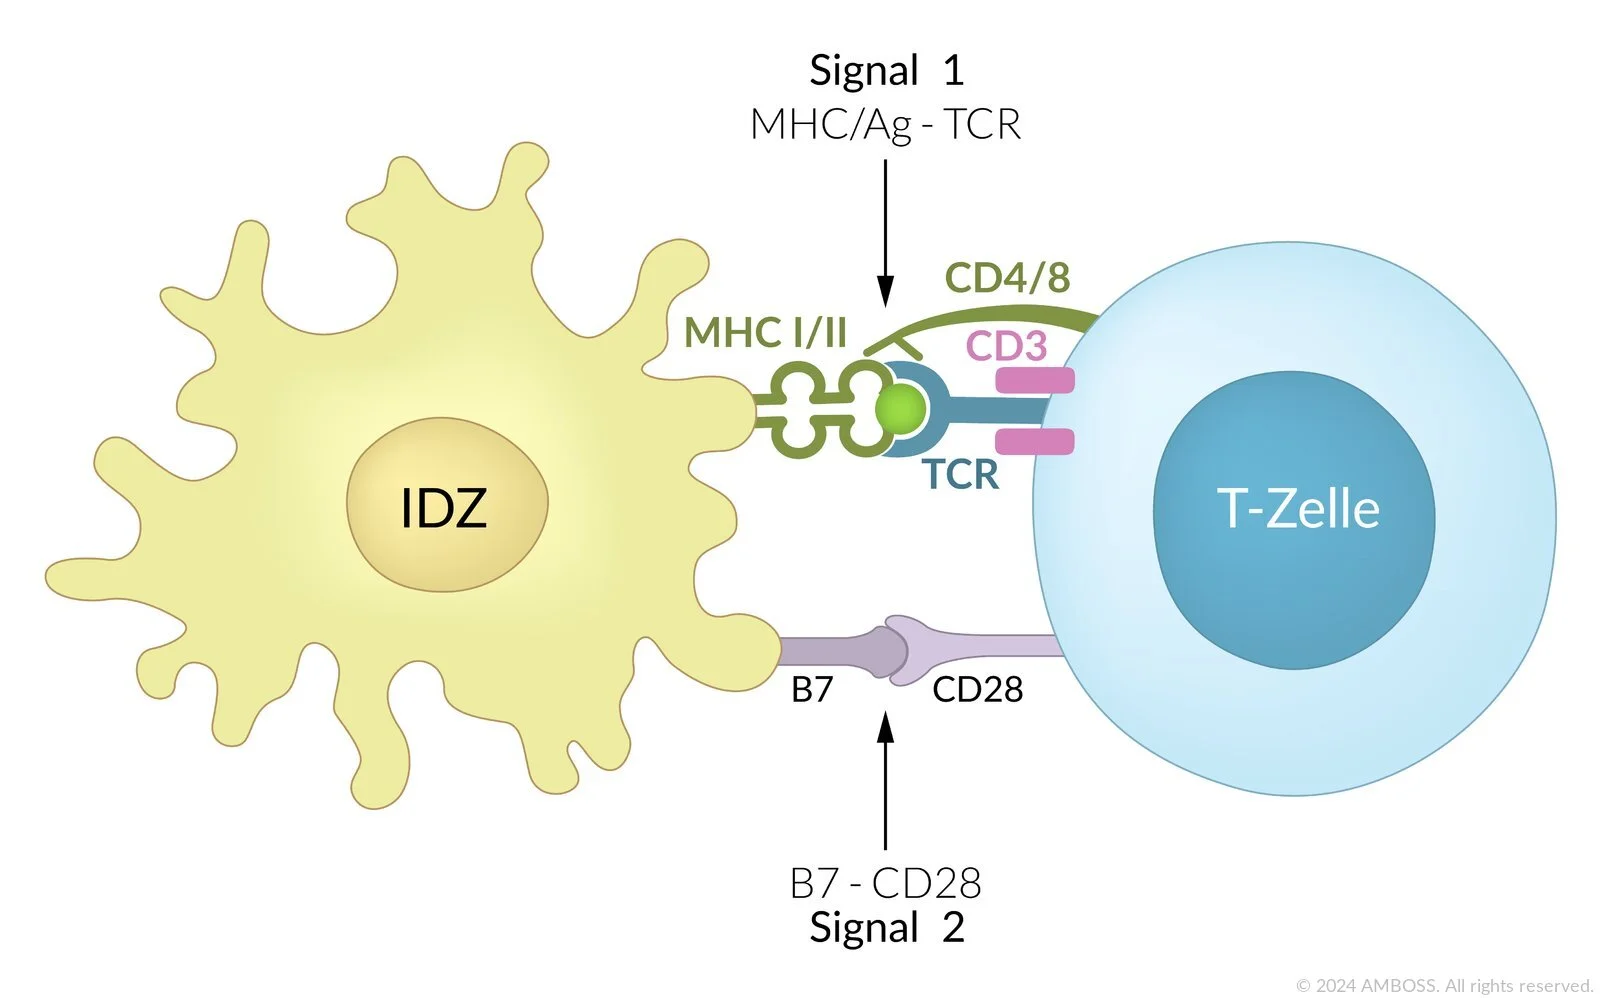 Signal 1
MHC/Ag - TCR
CD4/8
MHC I/II
CD3
TCR
IDZ
T-Zelle
B7
CD28
B7 - CD28
Signal 2
© 2024 AMBOSS. All rights reserved.